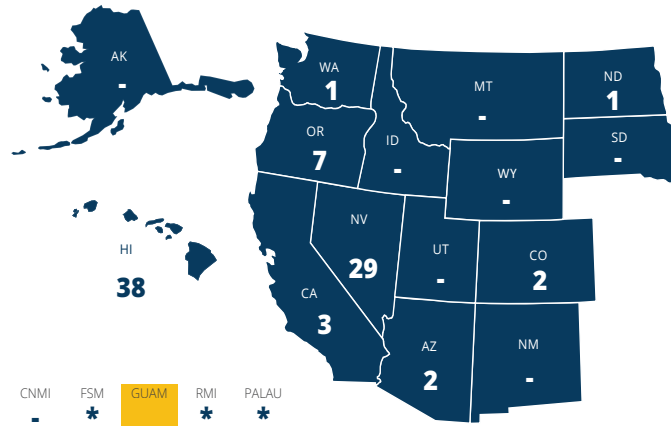 AK
-
WA
1
MT
-
ND
1
OR
7
ID
-
SD
-
WY
-
HI
38
NV
29
UT
-
CO
2
CA
3
AZ
2
NM
-
CNMI FSM GUAM RMI PALAU
- * * *